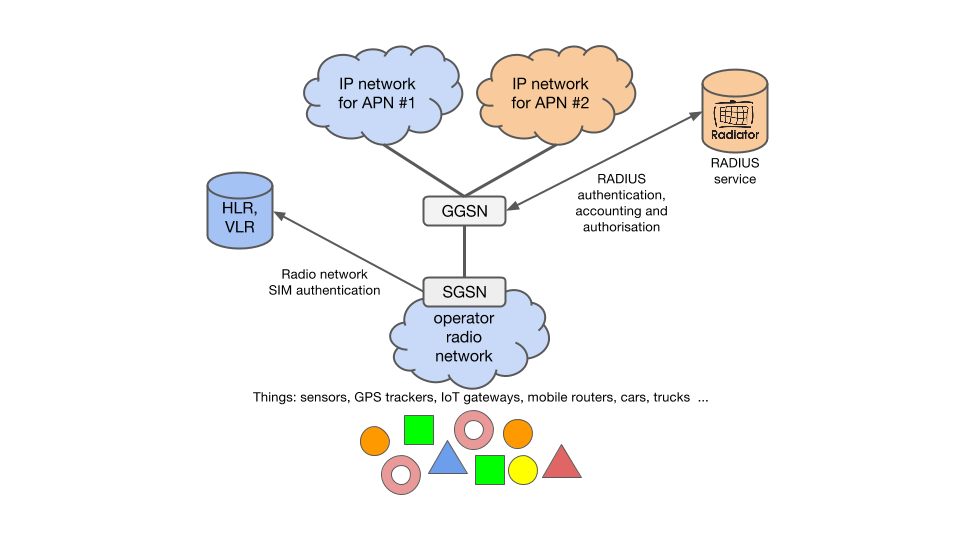 IP network
for APN #1
IP network
for APN #2
Radiator
RADIUS
service
RADIUS
authentication,
accounting and
authorisation
HLR,
VLR
GGSN
Radio network
SIM authentication
SGSN
operator
radio
network
Things: sensors, GPS trackers, IoT gateways, mobile routers, cars, trucks ...